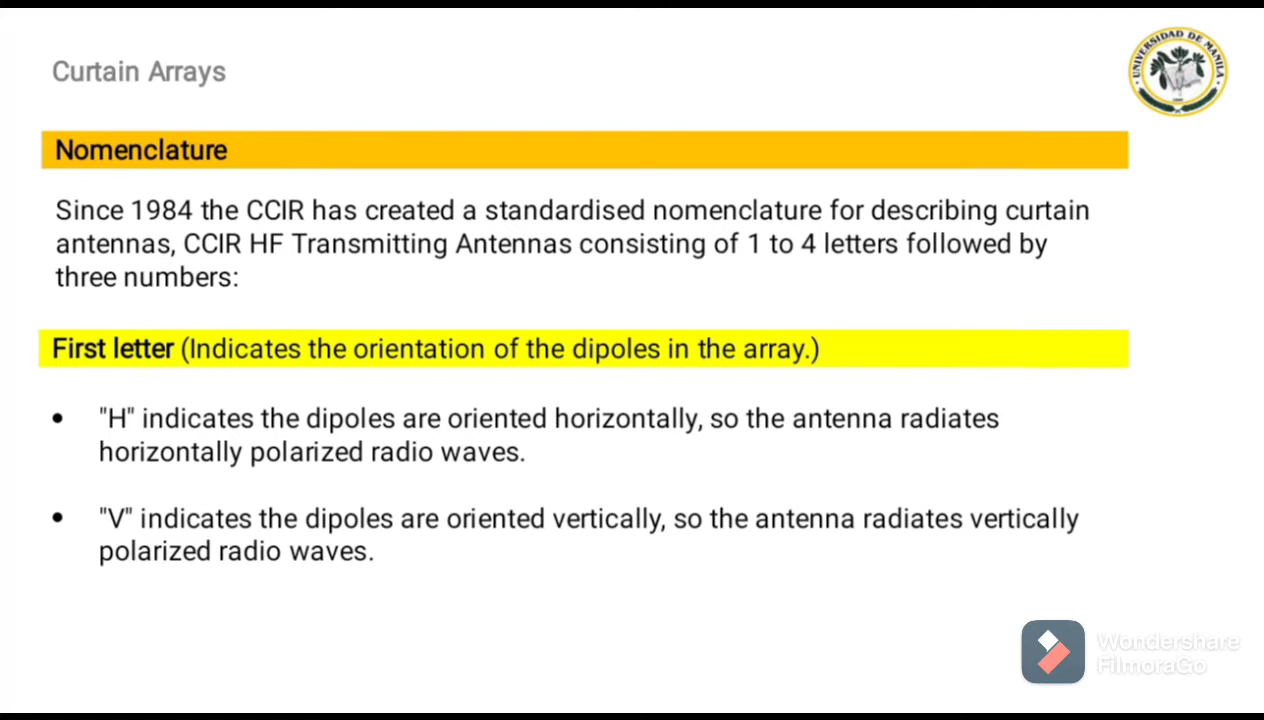 Curtain Arrays
UNIVERSIDAD DE MANILA
Nomenclature
Since 1984 the CCIR has created a standardised nomenclature for describing curtain
antennas, CCIR HF Transmitting Antennas consisting of 1 to 4 letters followed by
three numbers:
First letter (Indicates the orientation of the dipoles in the array.)
• "H" indicates the dipoles are oriented horizontally, so the antenna radiates
horizontally polarized radio waves.
• "V" indicates the dipoles are oriented vertically, so the antenna radiates vertically
polarized radio waves.
Wondershare
FilmoraGo